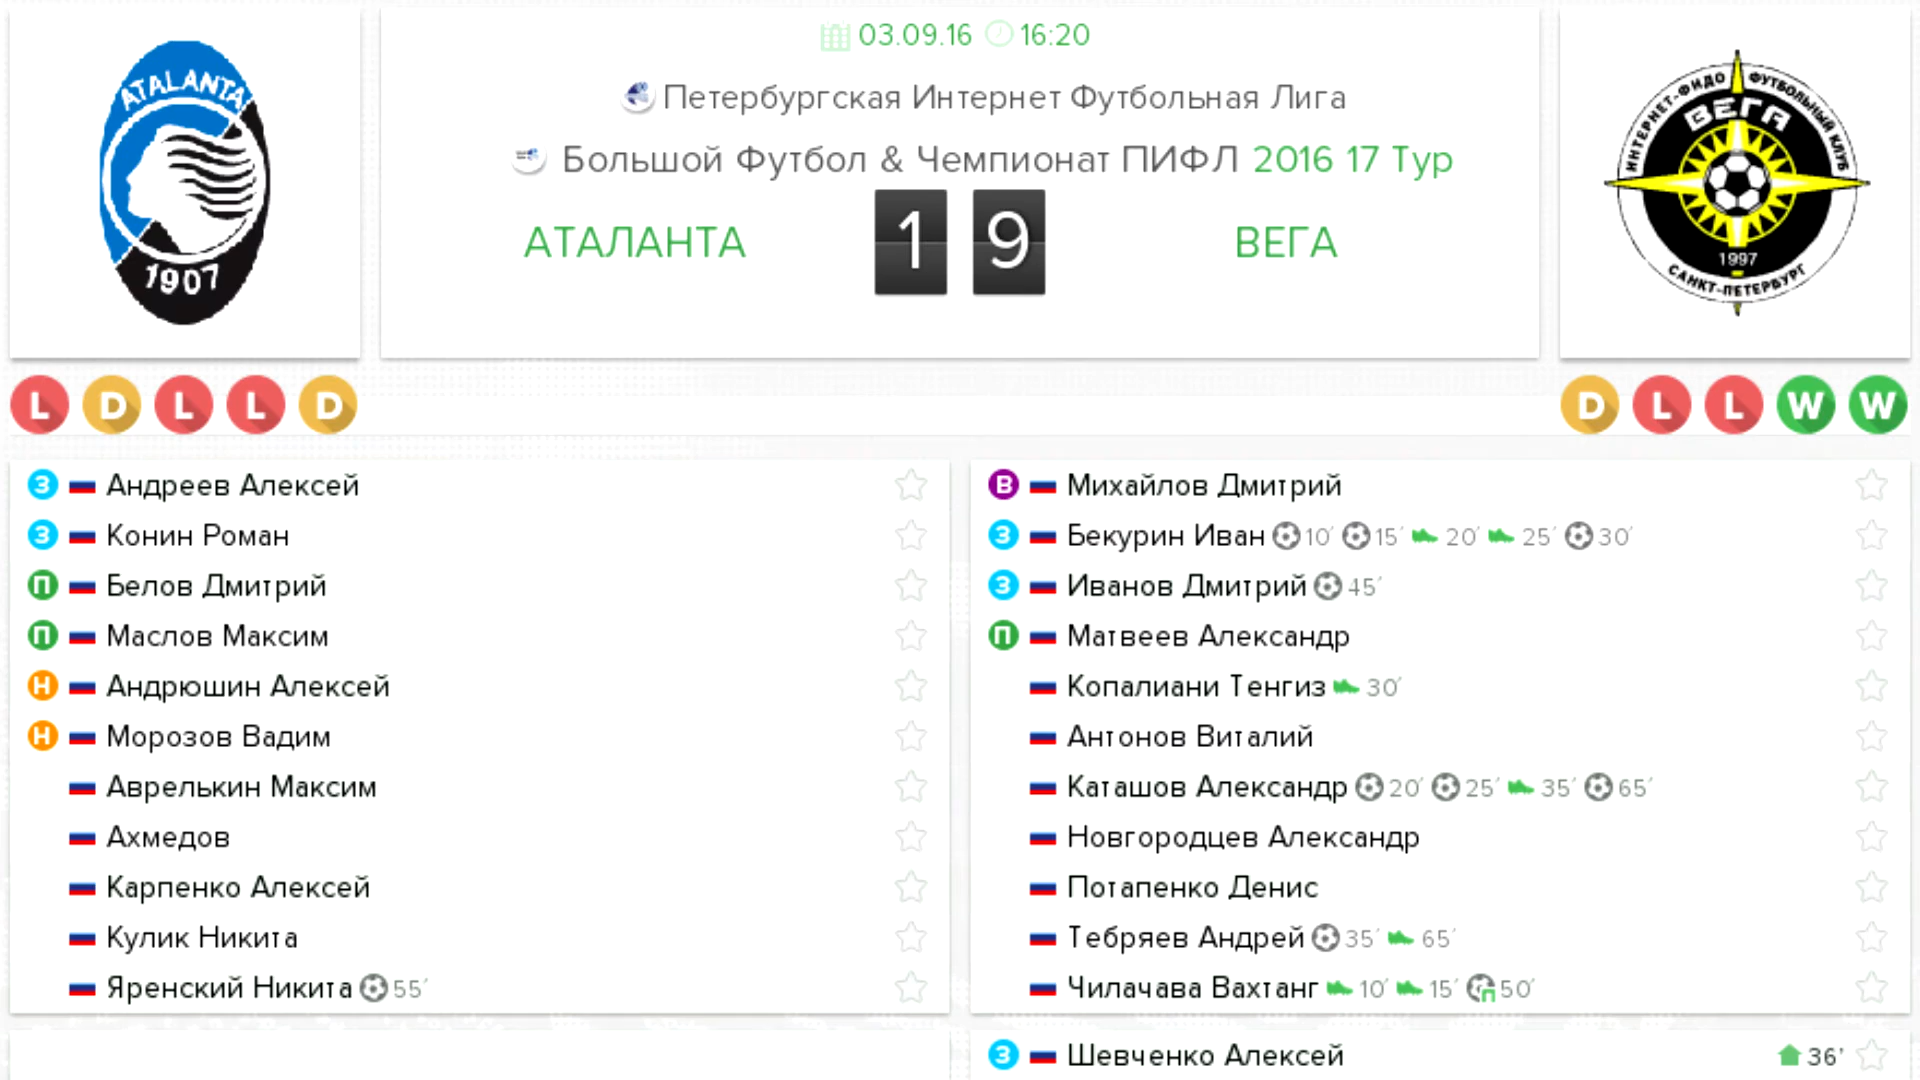 03.09.16 16:20
Петербургская Интернет Футбольная Лига
Большой Футбол & Чемпионат ПИФЛ 2016 17 Тур
АТАЛАНТА 1 9 ВЕГА
ATALANTA
1907
ИНТЕРНЕТ-ФИДО ФУТБОЛЬНЫЙ КЛУБ
ВЕГА
1997
САНКТ-ПЕТЕРБУРГ
L D L L D
D L L W W
З Андреев Алексей
З Конин Роман
П Белов Дмитрий
П Маслов Максим
Н Андрюшин Алексей
Н Морозов Вадим
Аврелькин Максим
Ахмедов
Карпенко Алексей
Кулик Никита
Яренский Никита 55′
В Михайлов Дмитрий
З Бекурин Иван 10′ 15′ 20′ 25′ 30′
З Иванов Дмитрий 45′
П Матвеев Александр
Копалиани Тенгиз 30′
Антонов Виталий
Каташов Александр 20′ 25′ 35′ 65′
Новгородцев Александр
Потапенко Денис
Тебряев Андрей 35′ 65′
Чилачава Вахтанг 10′ 15′ П 50′
З Шевченко Алексей 36'